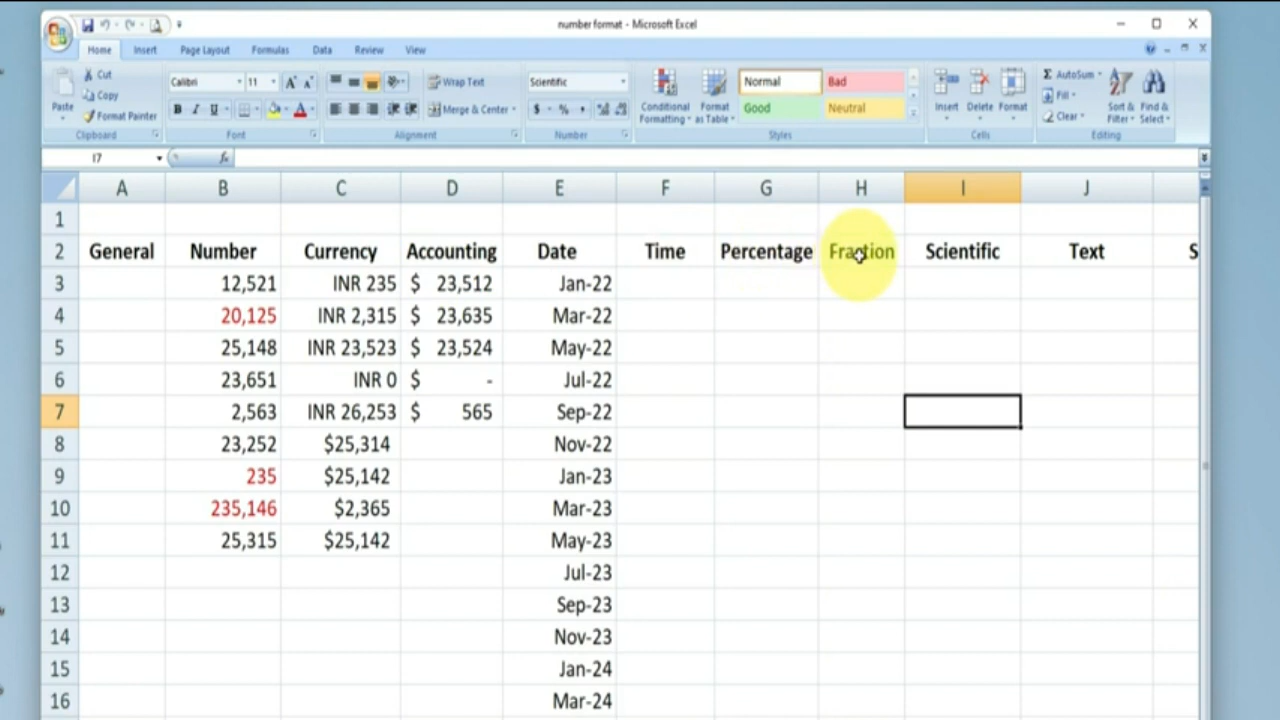 number format - Microsoft Excel
Home Insert Page Layout Formulas Data Review View
Paste Cut Copy Format Painter Clipboard
Calibri 11 B I U Font
Wrap Text Merge & Center Alignment
Scientific $ % , Number
Conditional Formatting Format as Table Normal Bad Good Neutral Styles
Insert Delete Format Cells
Σ AutoSum Fill Clear Sort & Filter Find & Select Editing
I7 fx
A B C D E F G H I J
1
2 General Number Currency Accounting Date Time Percentage Fraction Scientific Text S
3 12,521 INR 235 $ 23,512 Jan-22
4 20,125 INR 2,315 $ 23,635 Mar-22
5 25,148 INR 23,523 $ 23,524 May-22
6 23,651 INR 0 $ - Jul-22
7 2,563 INR 26,253 $ 565 Sep-22
8 23,252 $25,314 Nov-22
9 235 $25,142 Jan-23
10 235,146 $2,365 Mar-23
11 25,315 $25,142 May-23
12 Jul-23
13 Sep-23
14 Nov-23
15 Jan-24
16 Mar-24